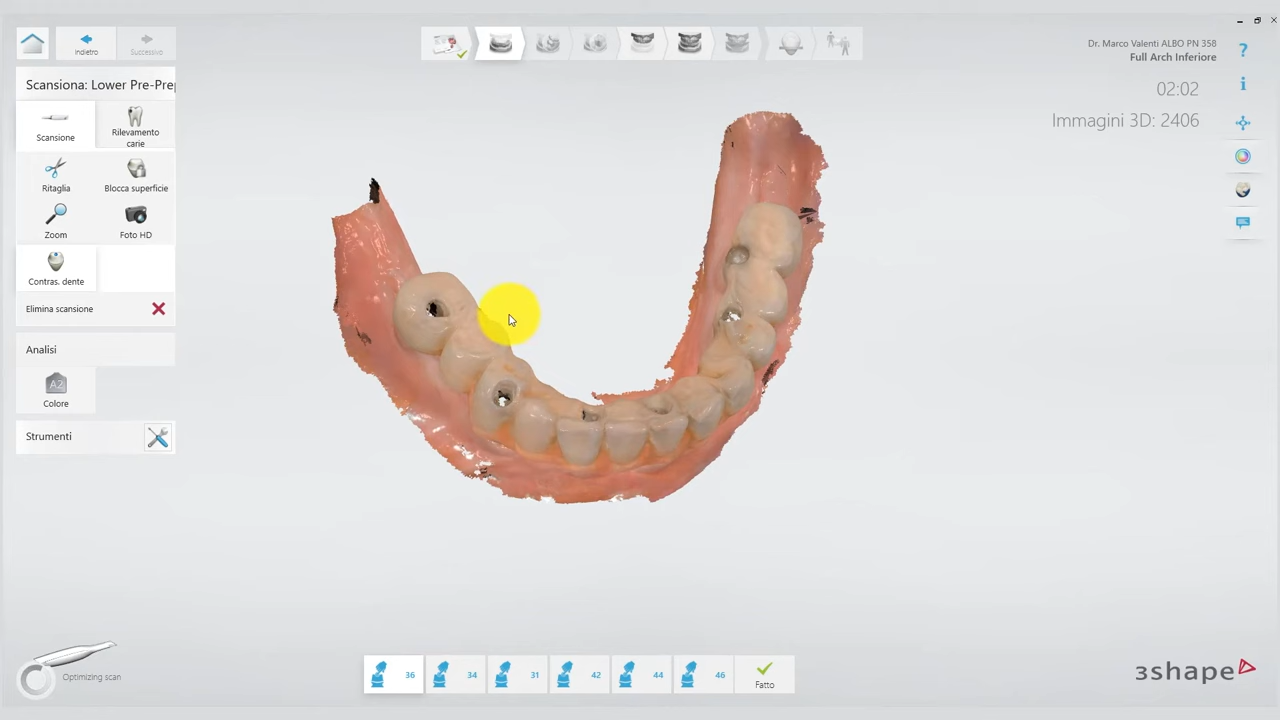 Indietro
Successivo
Dr. Marco Valenti ALBO PN 358
Full Arch Inferiore
02:02
Immagini 3D: 2406
Scansiona: Lower Pre-Prep
Scansione
Rilevamento
carie
Ritaglia
Blocca superficie
Zoom
Foto HD
Contras. dente
Elimina scansione
Analisi
A2
Colore
Strumenti
Optimizing scan
36
34
31
42
44
46
Fatto
3shape